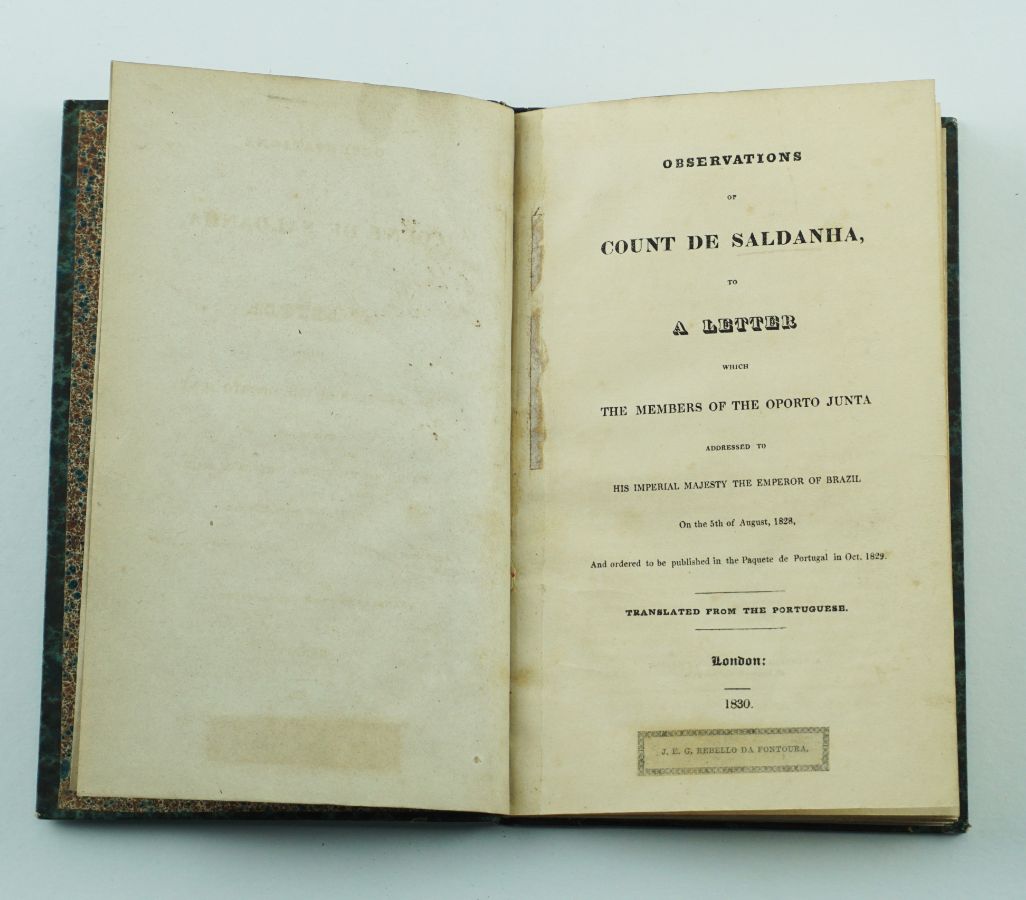 OBSERVATIONS
OF
COUNT DE SALDANHA,
TO
A LETTER
WHICH
THE MEMBERS OF THE OPORTO JUNTA
ADDRESSED TO
HIS IMPERIAL MAJESTY THE EMPEROR OF BRAZIL
On the 5th of August, 1828,
And ordered to be published in the Paquete de Portugal in Oct. 1829.
TRANSLATED FROM THE PORTUGUESE.
London:
1830.
J. E. G. REBELLO DA FONTOURA.